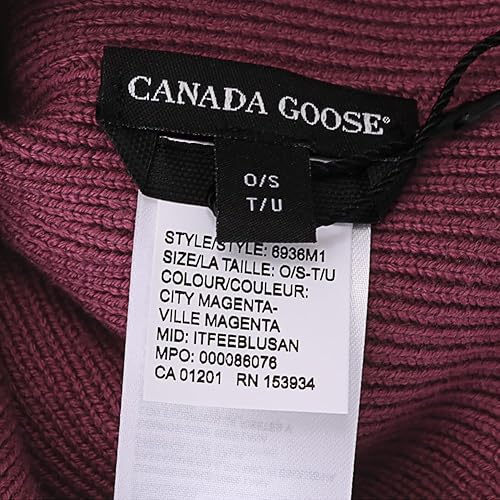 CANADA GOOSE®
O/S
T/U
STYLE/STYLE: 6936M1
SIZE/LA TAILLE: O/S-T/U
COLOUR/COULEUR:
CITY MAGENTA-
VILLE MAGENTA
MID: ITFEEBLUSAN
MPO: 000086076
CA 01201 RN 153934